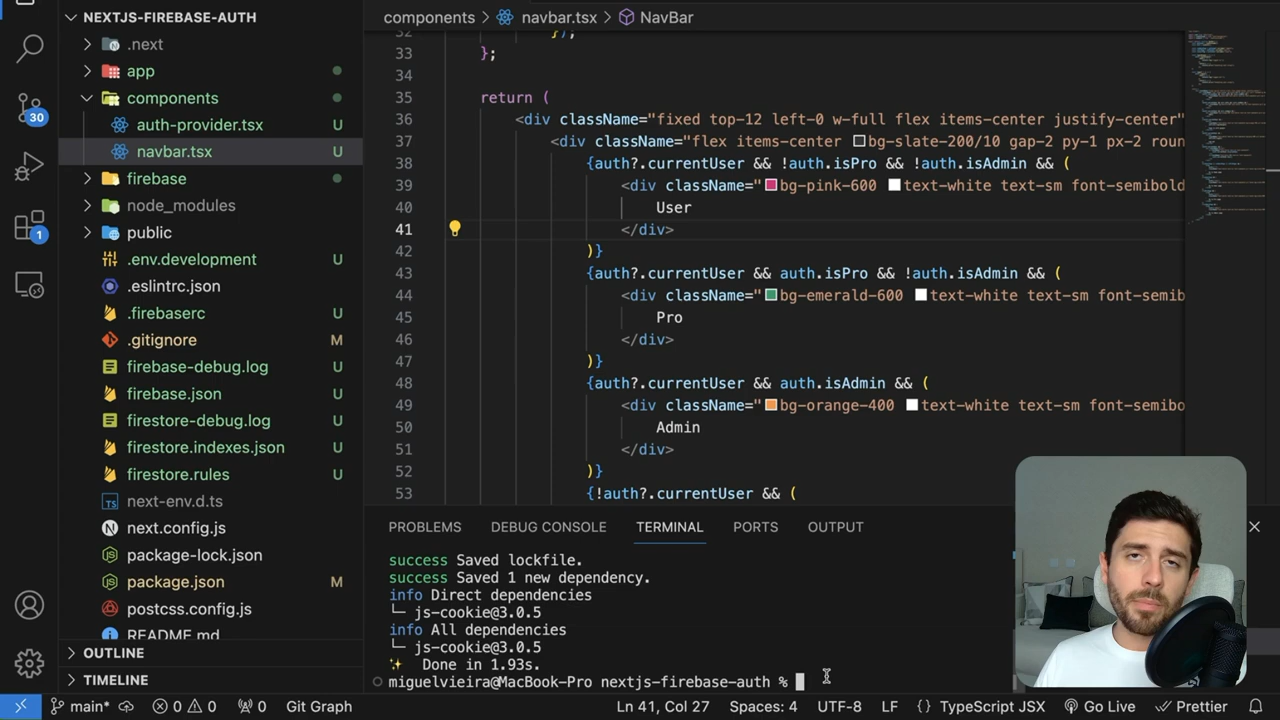 NEXTJS-FIREBASE-AUTH
.next
app
components
auth-provider.tsx U
navbar.tsx U
firebase
node_modules
public
.env.development U
.eslintrc.json
.firebaserc U
.gitignore M
firebase-debug.log U
firebase.json U
firestore-debug.log U
firestore.indexes.json U
firestore.rules U
next-env.d.ts
next.config.js
package-lock.json
package.json M
postcss.config.js
README.md
OUTLINE
TIMELINE
30
1
components > navbar.tsx > NavBar
32 });
33 };
34
35 return (
36 <div className="fixed top-12 left-0 w-full flex items-center justify-center"
37 <div className="flex items-center bg-slate-200/10 gap-2 py-1 px-2 roun
38 {auth?.currentUser && !auth.isPro && !auth.isAdmin && (
39 <div className="bg-pink-600 text-white text-sm font-semibold
40 User
41 </div>
42 )}
43 {auth?.currentUser && auth.isPro && !auth.isAdmin && (
44 <div className="bg-emerald-600 text-white text-sm font-semib
45 Pro
46 </div>
47 )}
48 {auth?.currentUser && auth.isAdmin && (
49 <div className="bg-orange-400 text-white text-sm font-semibo
50 Admin
51 </div>
52 )}
53 {!auth?.currentUser && (
PROBLEMS DEBUG CONSOLE TERMINAL PORTS OUTPUT
success Saved lockfile.
success Saved 1 new dependency.
info Direct dependencies
└─ js-cookie@3.0.5
info All dependencies
└─ js-cookie@3.0.5
✨ Done in 1.93s.
miguelvieira@MacBook-Pro nextjs-firebase-auth %
main* 0 0 0 Git Graph Ln 41, Col 27 Spaces: 4 UTF-8 LF {} TypeScript JSX Go Live Prettier